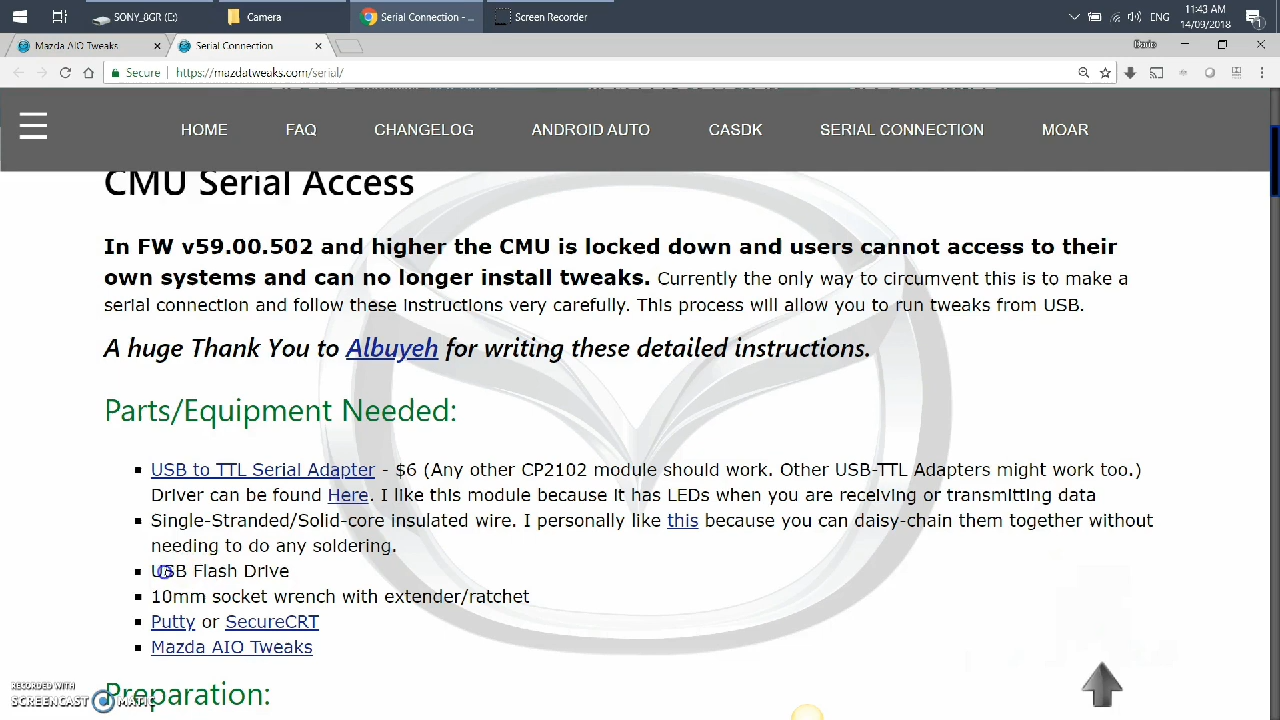 SONY_8GR (E:)
Camera
Serial Connection - ...
Screen Recorder
ENG
11:43 AM
14/09/2018
1
Mazda AIO Tweaks
Serial Connection
Secure
https://mazdatweaks.com/serial/
HOME
FAQ
CHANGELOG
ANDROID AUTO
CASDK
SERIAL CONNECTION
MOAR
CMU Serial Access
In FW v59.00.502 and higher the CMU is locked down and users cannot access to their
own systems and can no longer install tweaks. Currently the only way to circumvent this is to make a
serial connection and follow these instructions very carefully. This process will allow you to run tweaks from USB.
A huge Thank You to Albuyeh for writing these detailed instructions.
Parts/Equipment Needed:
USB to TTL Serial Adapter - $6 (Any other CP2102 module should work. Other USB-TTL Adapters might work too.)
Driver can be found Here. I like this module because it has LEDs when you are receiving or transmitting data
Single-Stranded/Solid-core insulated wire. I personally like this because you can daisy-chain them together without
needing to do any soldering.
USB Flash Drive
10mm socket wrench with extender/ratchet
Putty or SecureCRT
Mazda AIO Tweaks
Preparation:
RECORDED WITH
SCREENCAST MATIC